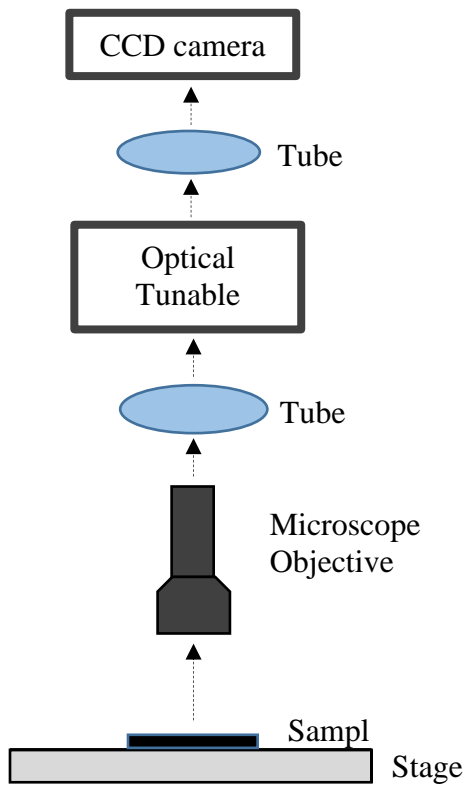 CCD camera
Tube
Optical
Tunable
Tube
Microscope
Objective
Sampl
Stage